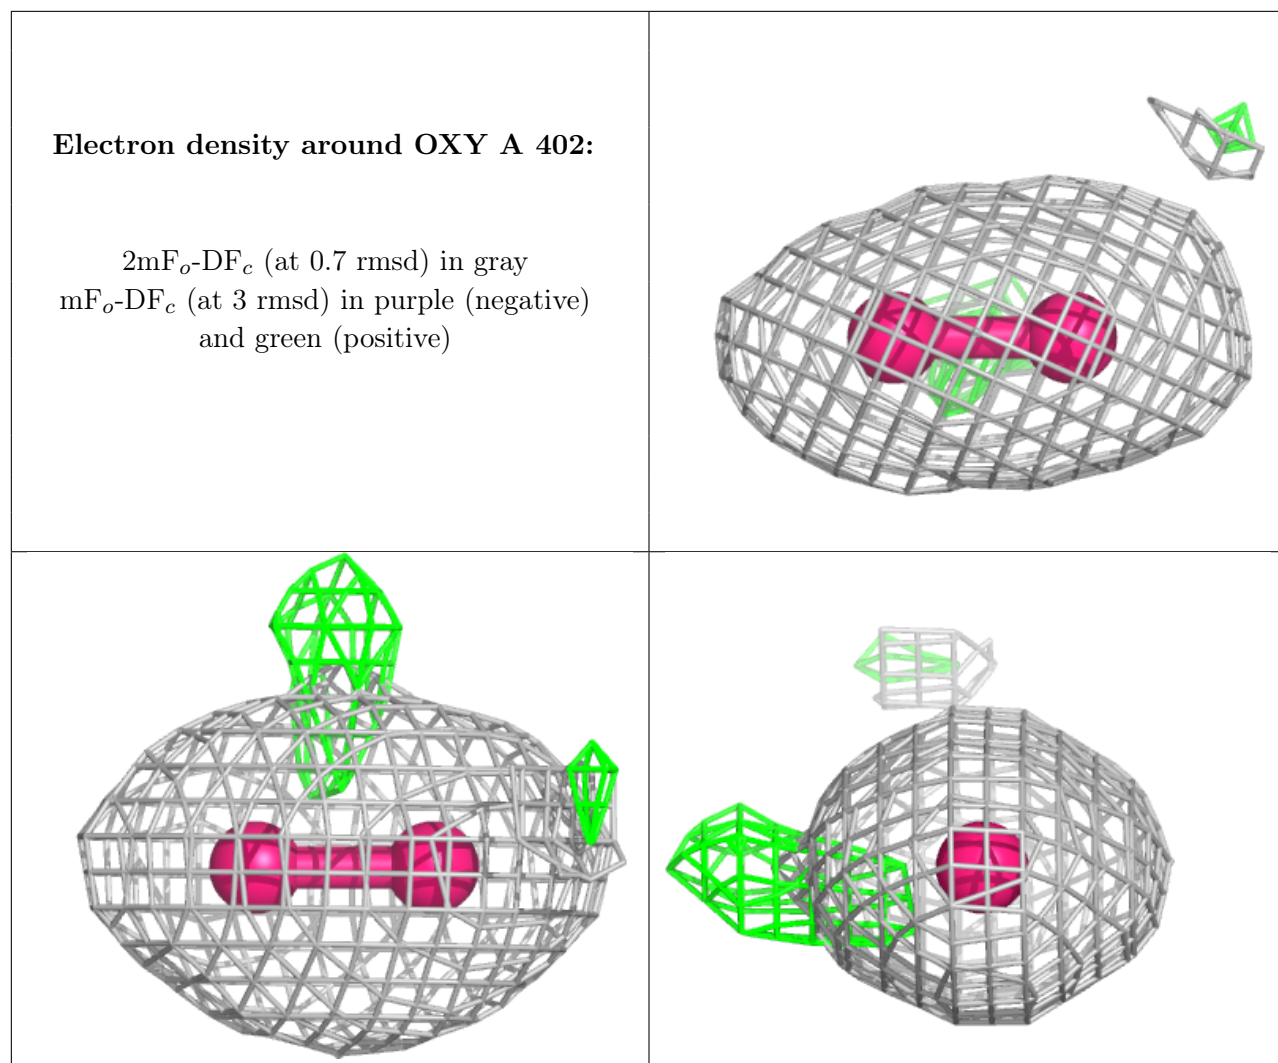 Electron density around OXY A 402:
2mFo-DFc (at 0.7 rmsd) in gray
mFo-DFc (at 3 rmsd) in purple (negative)
and green (positive)